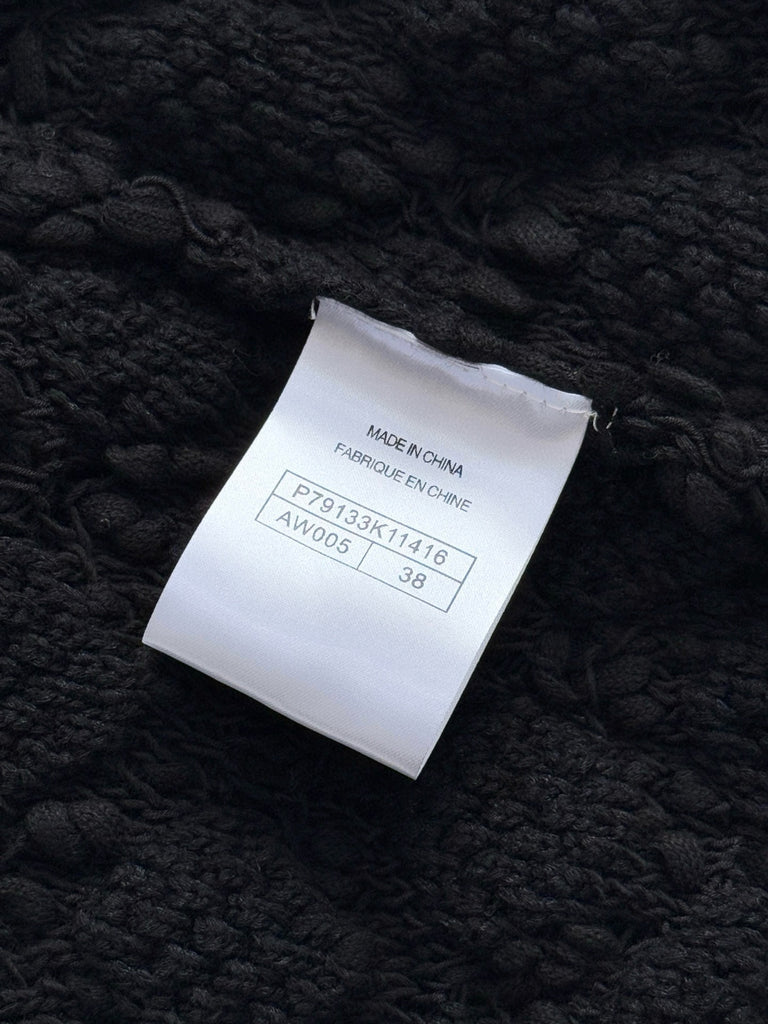 MADE IN CHINA
FABRIQUE EN CHINE
P79133K11416
AW005 38